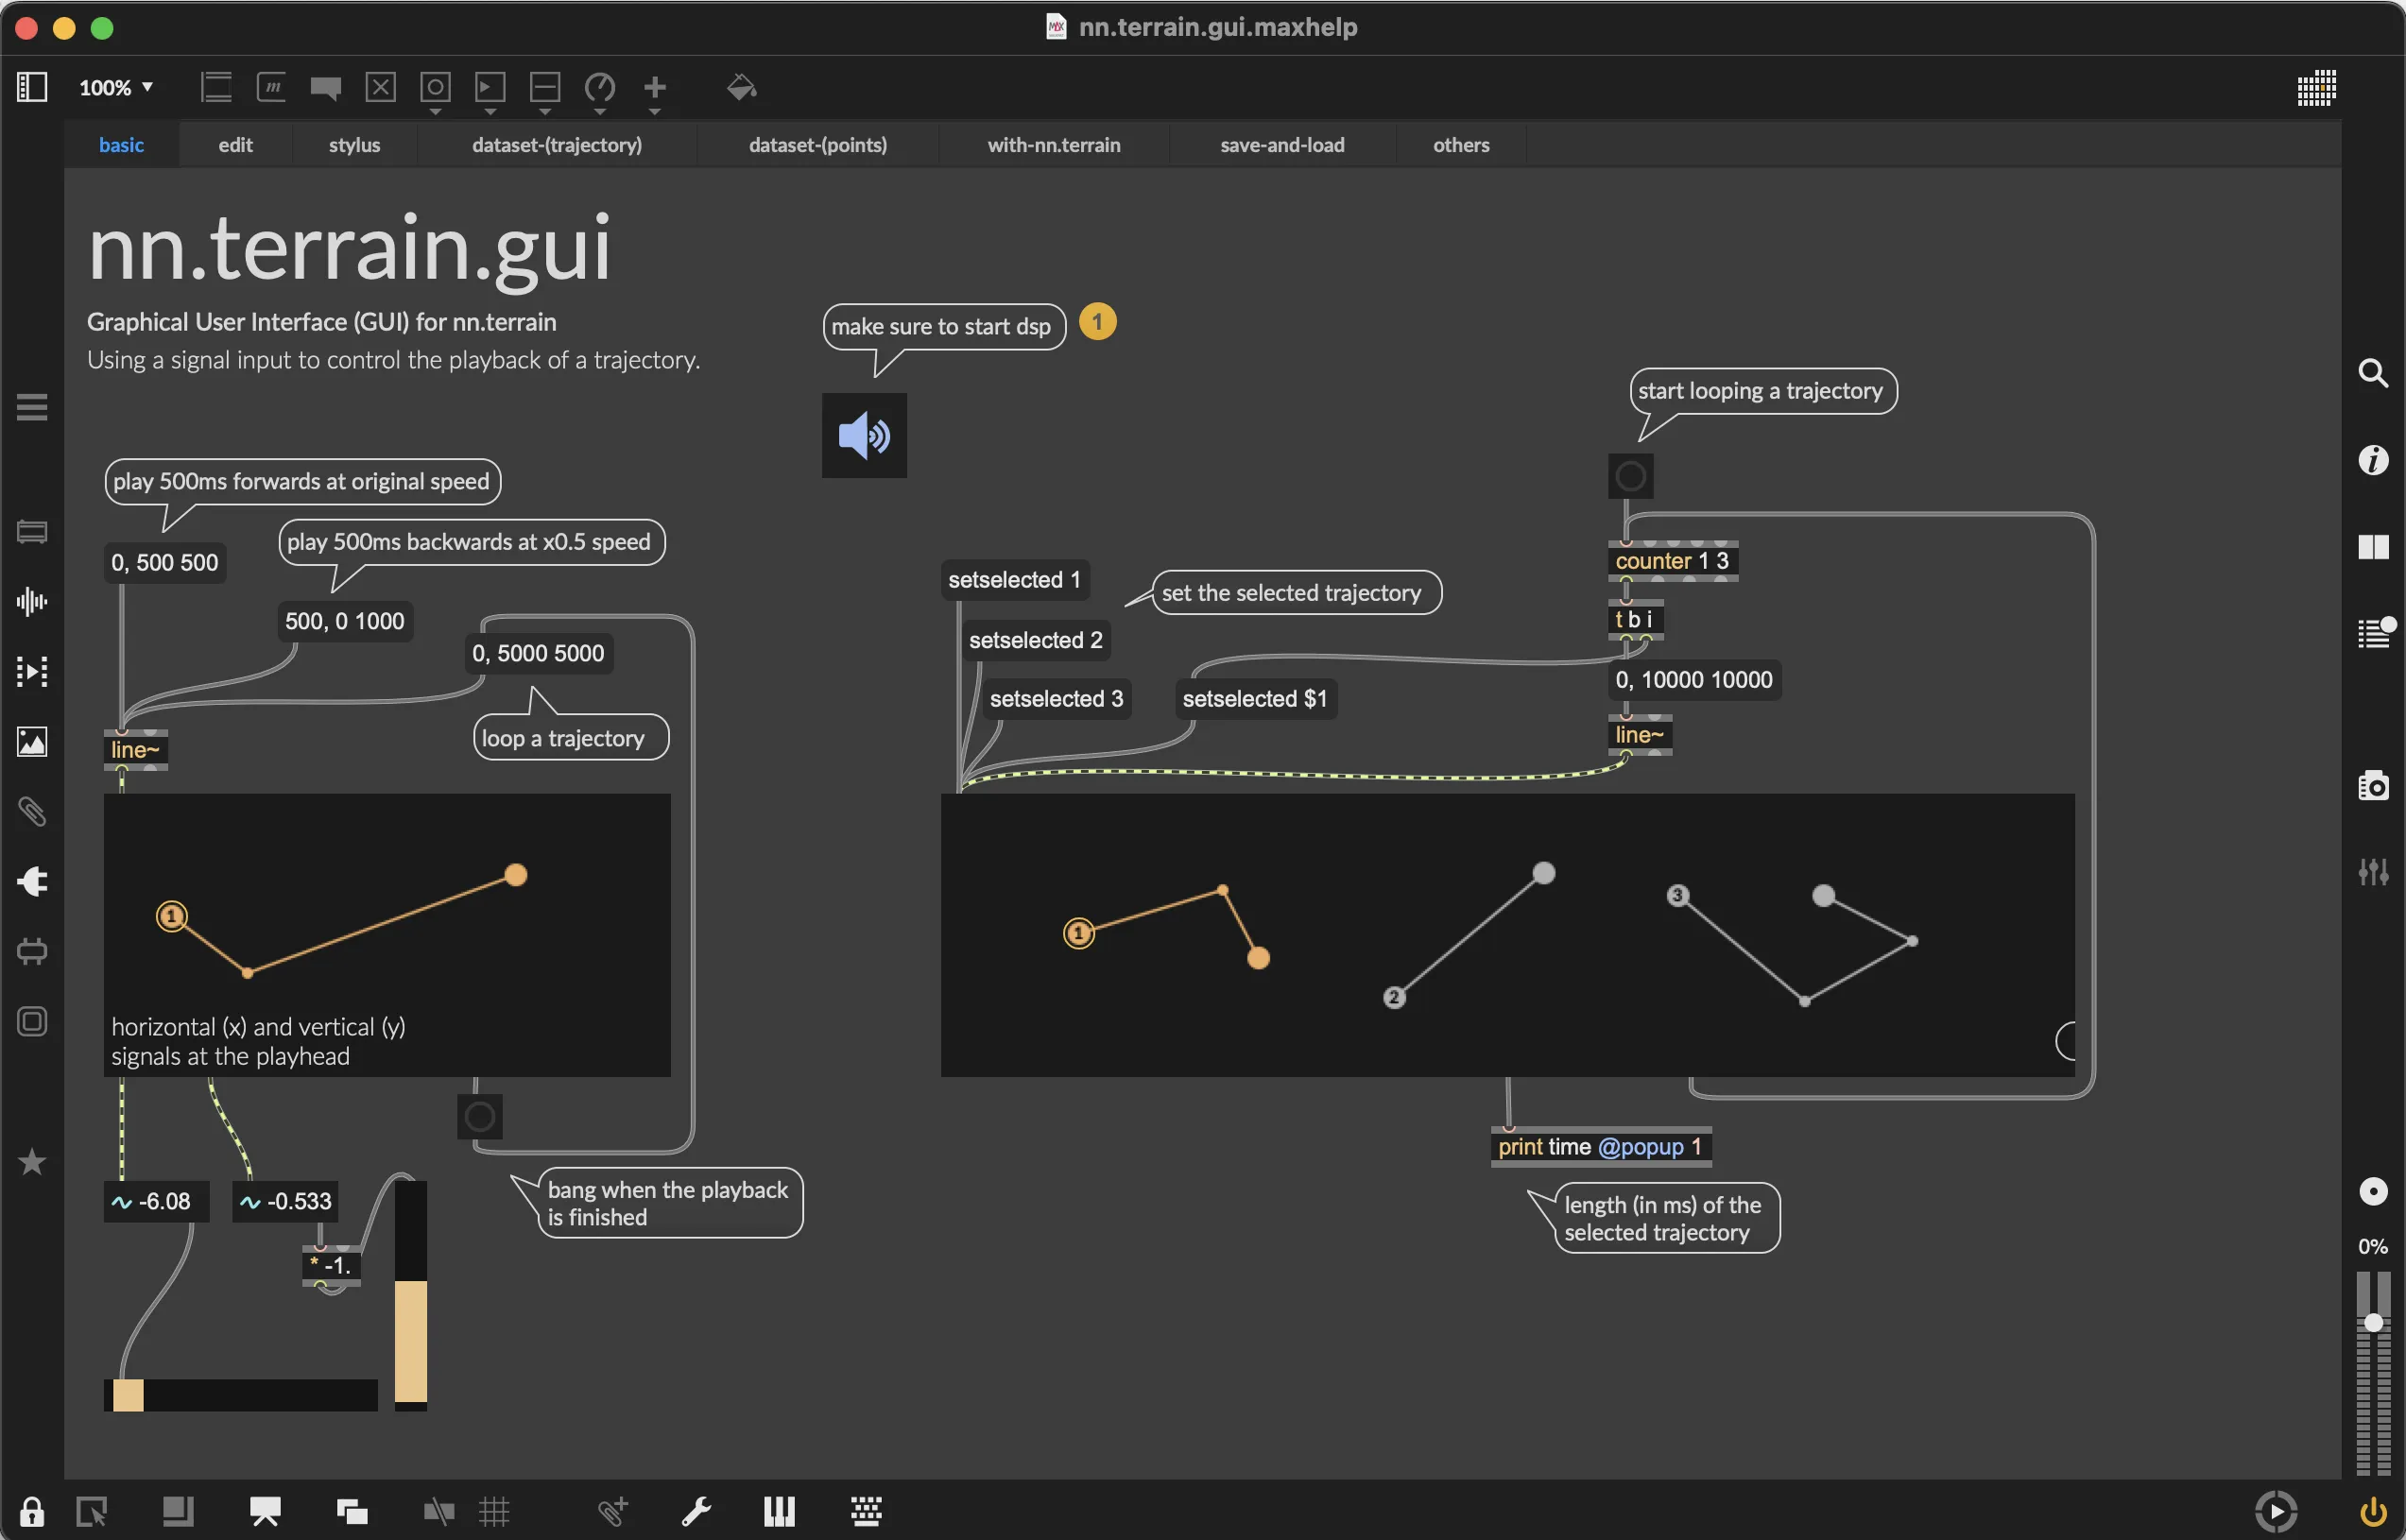 nn.terrain.gui.maxhelp
100%
m
basic
edit
stylus
dataset-(trajectory)
dataset-(points)
with-nn.terrain
save-and-load
others
nn.terrain.gui
Graphical User Interface (GUI) for nn.terrain
Using a signal input to control the playback of a trajectory.
make sure to start dsp
1
start looping a trajectory
play 500ms forwards at original speed
0, 500 500
play 500ms backwards at x0.5 speed
500, 0 1000
0, 5000 5000
loop a trajectory
line~
setselected 1
set the selected trajectory
setselected 2
setselected 3
setselected $1
counter 1 3
t b i
0, 10000 10000
line~
1
horizontal (x) and vertical (y)
signals at the playhead
1
2
3
-6.08
-0.533
* -1.
bang when the playback
is finished
print time @popup 1
length (in ms) of the
selected trajectory
0%